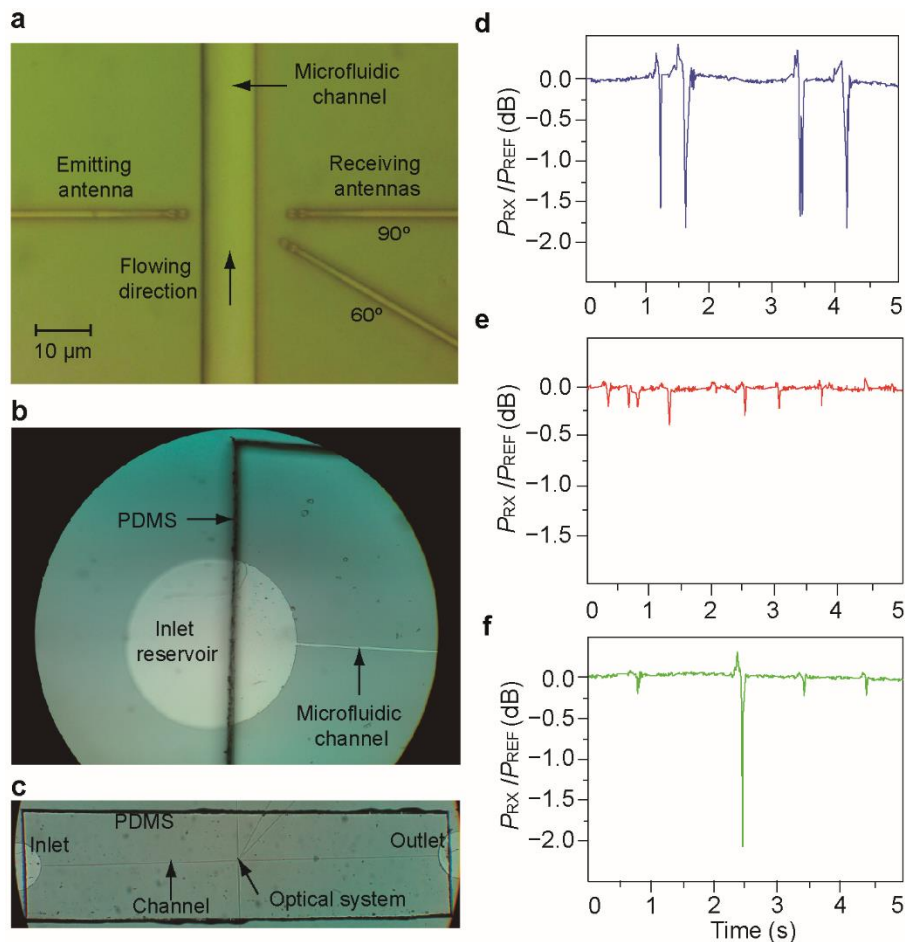 a
Microfluidic
channel
Emitting
antenna
Receiving
antennas
90º
Flowing
direction
60º
10 µm
b
PDMS
Inlet
reservoir
Microfluidic
channel
c
PDMS
Inlet
Outlet
Channel
Optical system
d
0.0
−0.5
−1.0
−1.5
−2.0
P_RX /P_REF (dB)
0 1 2 3 4 5
e
0.0
−0.5
−1.0
−1.5
P_RX /P_REF (dB)
0 1 2 3 4 5
f
0.0
−0.5
−1.0
−1.5
−2.0
P_RX /P_REF (dB)
0 1 2 3 4 5
Time (s)